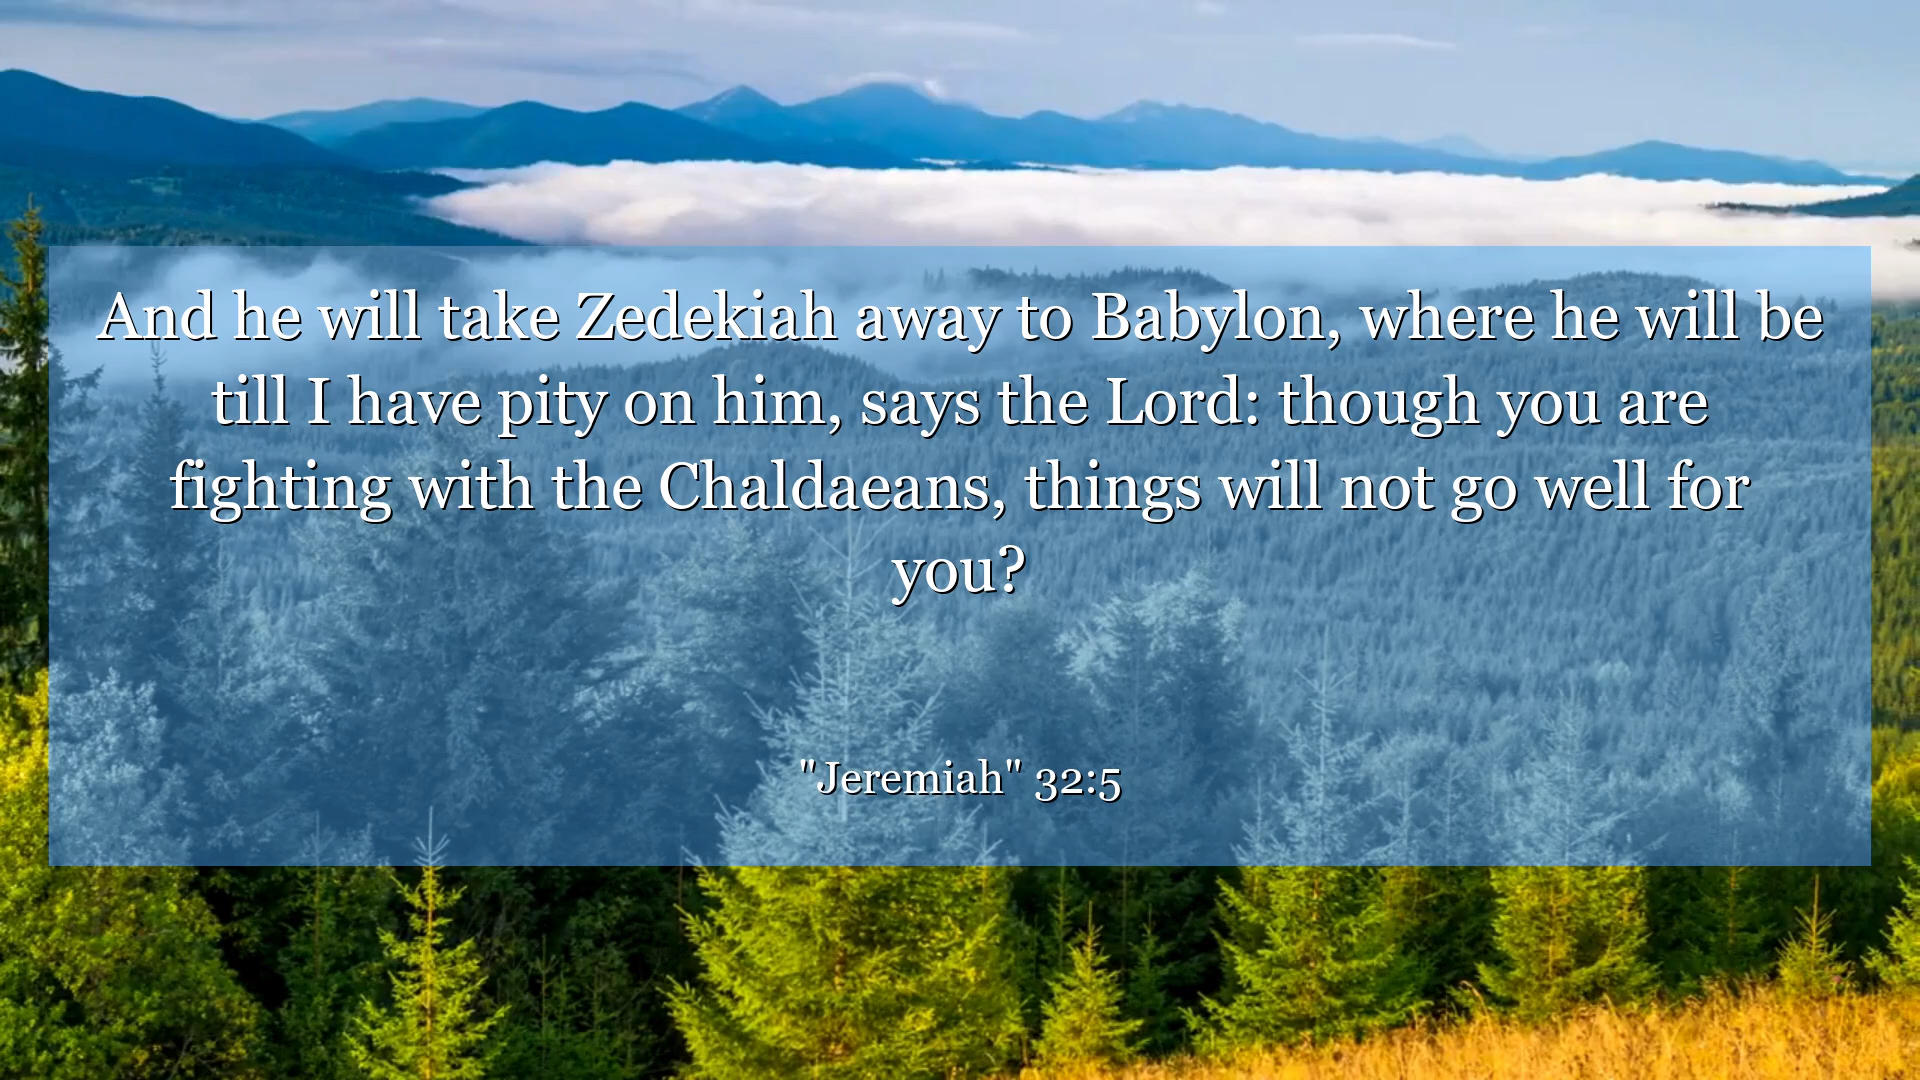 And he will take Zedekiah away to Babylon, where he will be
till I have pity on him, says the Lord: though you are
fighting with the Chaldaeans, things will not go well for
you?
"Jeremiah" 32:5